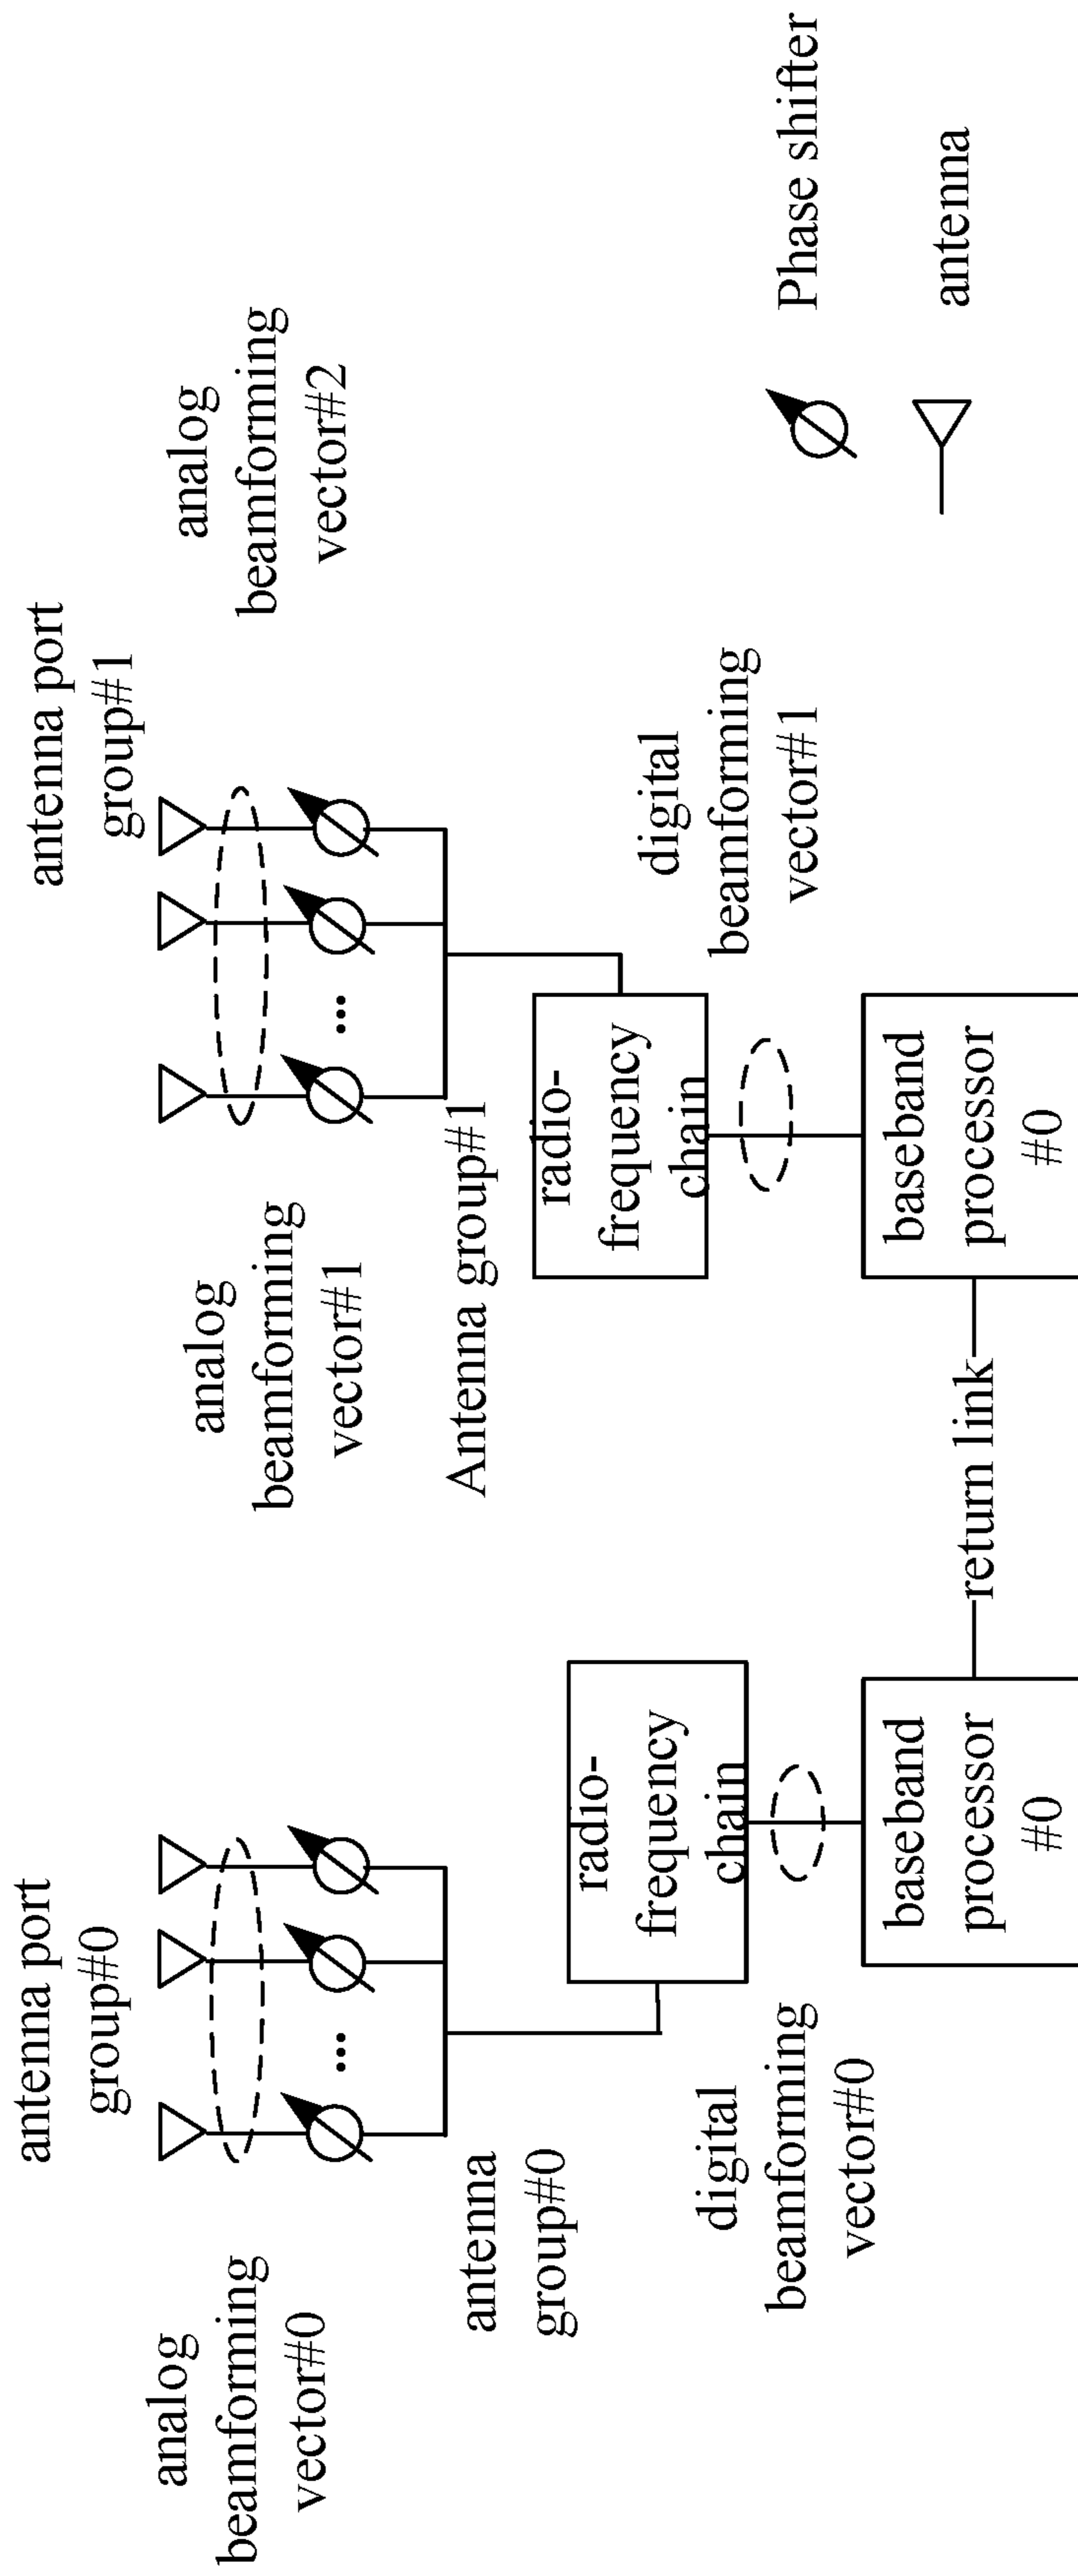 antenna port
group#0
analog
beamforming
vector#0
antenna
group#0
...
radio-
frequency
chain
digital
beamforming
vector#0
baseband
processor
#0
return link
antenna port
group#1
analog
beamforming
vector#1
analog
beamforming
vector#2
...
Antenna group#1
radio-
frequency
chain
digital
beamforming
vector#1
baseband
processor
#0
Phase shifter
antenna